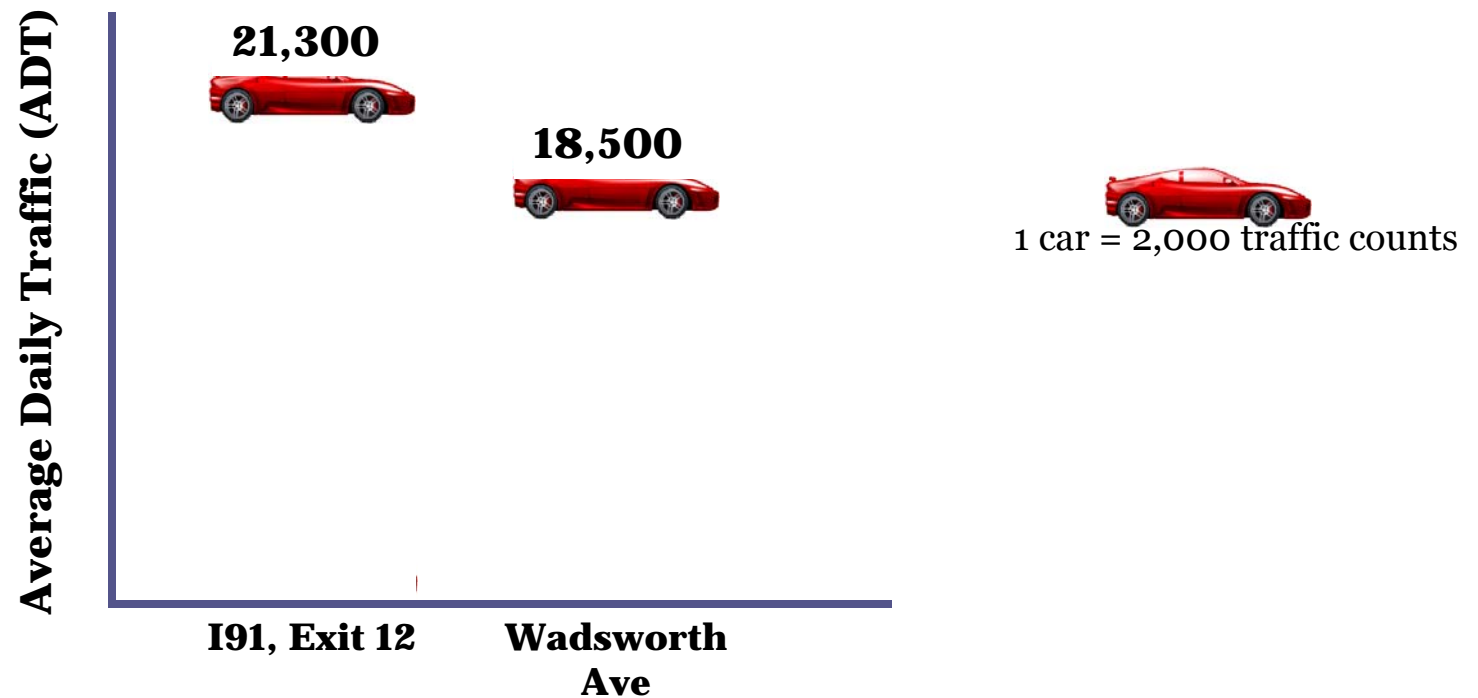 Average Daily Traffic (ADT)
21,300
18,500
1 car = 2,000 traffic counts
I91, Exit 12
Wadsworth
Ave